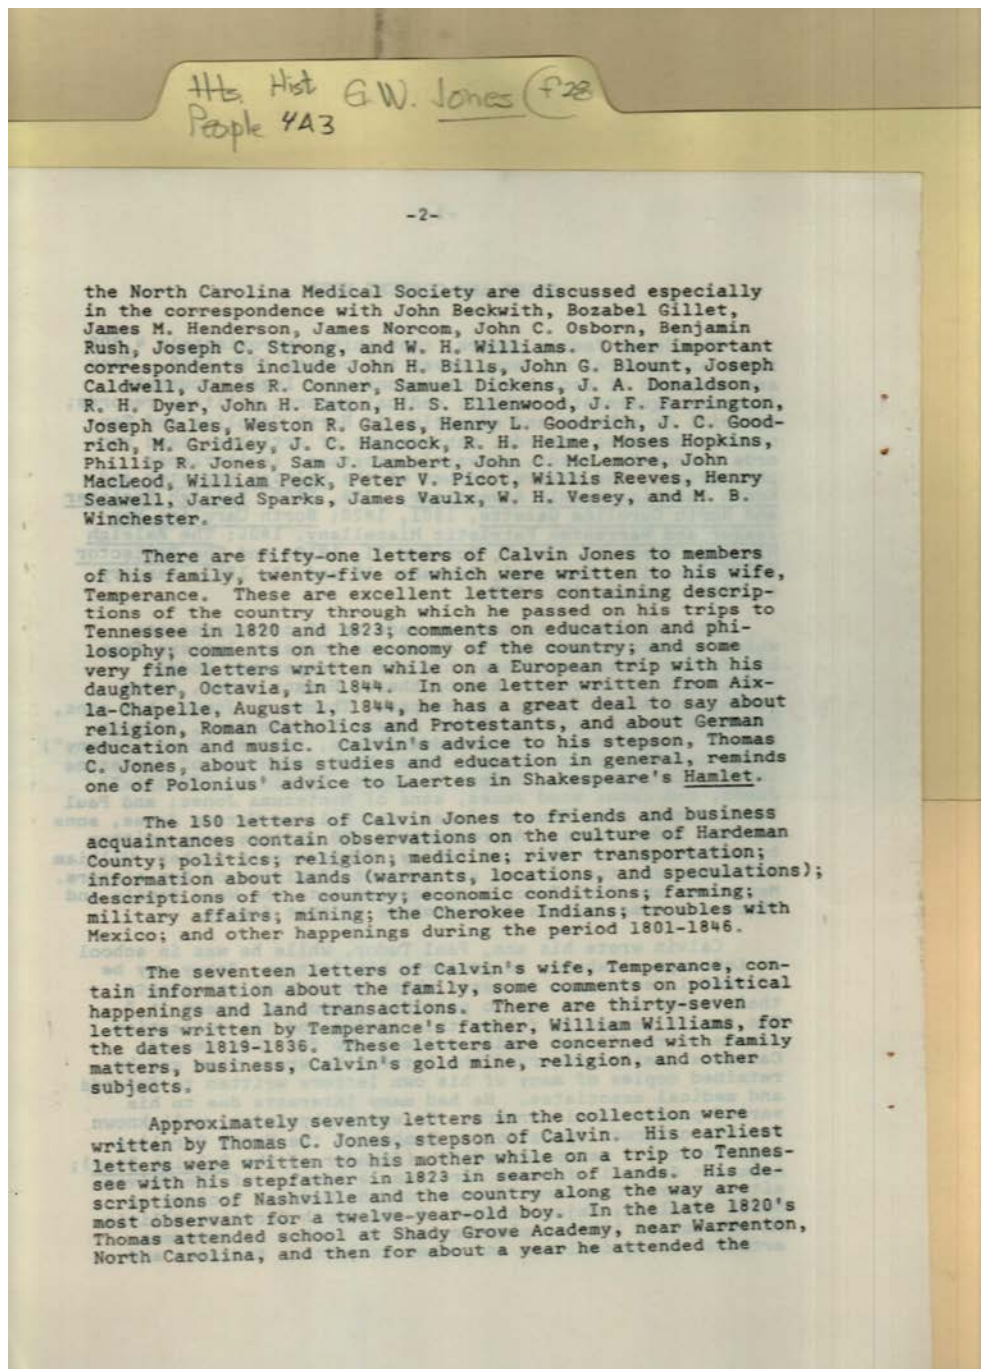 Hts. Hist G.W. Jones (f28
People 4A3
-2-
the North Carolina Medical Society are discussed especially
in the correspondence with John Beckwith, Bozabel Gillet,
James M. Henderson, James Norcom, John C. Osborn, Benjamin
Rush, Joseph C. Strong, and W. H. Williams. Other important
correspondents include John H. Bills, John G. Blount, Joseph
Caldwell, James R. Conner, Samuel Dickens, J. A. Donaldson,
R. H. Dyer, John H. Eaton, H. S. Ellenwood, J. F. Farrington,
Joseph Gales, Weston R. Gales, Henry L. Goodrich, J. C. Good-
rich, M. Gridley, J. C. Hancock, R. H. Helme, Moses Hopkins,
Phillip R. Jones, Sam J. Lambert, John C. McLemore, John
MacLeod, William Peck, Peter V. Picot, Willis Reeves, Henry
Seawell, Jared Sparks, James Vaulx, W. H. Vesey, and M. B.
Winchester.
There are fifty-one letters of Calvin Jones to members
of his family, twenty-five of which were written to his wife,
Temperance. These are excellent letters containing descrip-
tions of the country through which he passed on his trips to
Tennessee in 1820 and 1823; comments on education and phi-
losophy; comments on the economy of the country; and some
very fine letters written while on a European trip with his
daughter, Octavia, in 1844. In one letter written from Aix-
la-Chapelle, August 1, 1844, he has a great deal to say about
religion, Roman Catholics and Protestants, and about German
education and music. Calvin's advice to his stepson, Thomas
C. Jones, about his studies and education in general, reminds
one of Polonius' advice to Laertes in Shakespeare's Hamlet.
The 150 letters of Calvin Jones to friends and business
acquaintances contain observations on the culture of Hardeman
County; politics; religion; medicine; river transportation;
information about lands (warrants, locations, and speculations);
descriptions of the country; economic conditions; farming;
military affairs; mining; the Cherokee Indians; troubles with
Mexico; and other happenings during the period 1801-1846.
The seventeen letters of Calvin's wife, Temperance, con-
tain information about the family, some comments on political
happenings and land transactions. There are thirty-seven
letters written by Temperance's father, William Williams, for
the dates 1819-1836. These letters are concerned with family
matters, business, Calvin's gold mine, religion, and other
subjects.
Approximately seventy letters in the collection were
written by Thomas C. Jones, stepson of Calvin. His earliest
letters were written to his mother while on a trip to Tennes-
see with his stepfather in 1823 in search of lands. His de-
scriptions of Nashville and the country along the way are
most observant for a twelve-year-old boy. In the late 1820's
Thomas attended school at Shady Grove Academy, near Warrenton,
North Carolina, and then for about a year he attended the